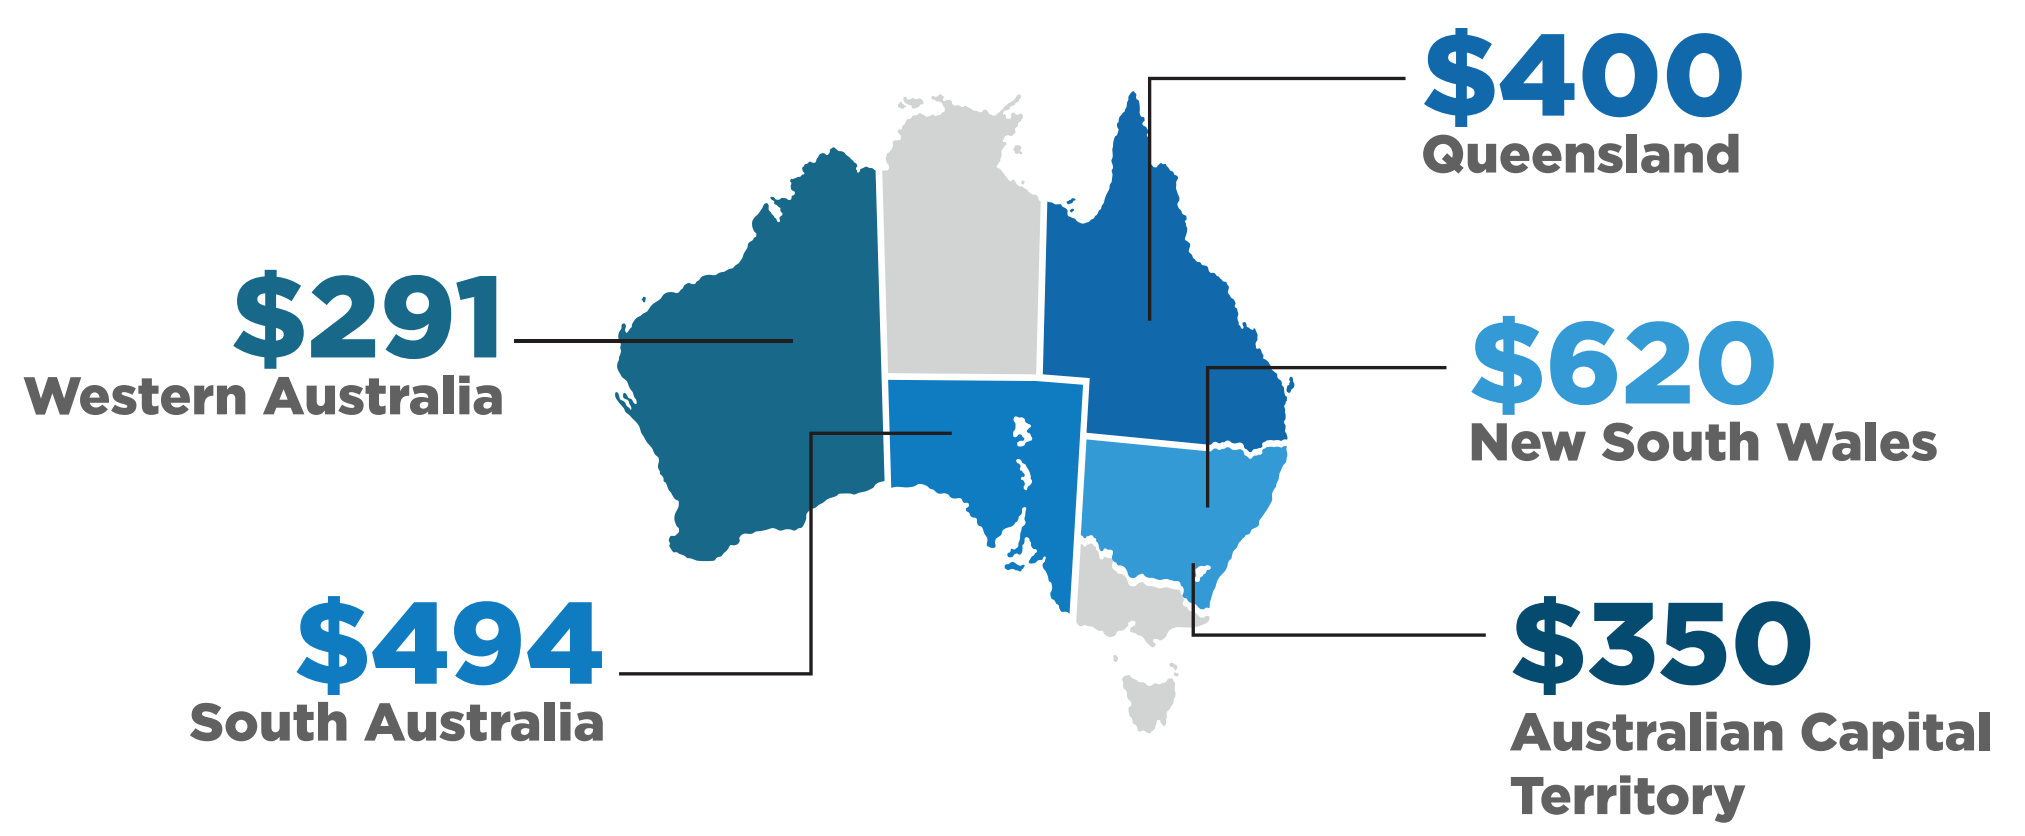 $400
Queensland
$291
Western Australia
$620
New South Wales
$494
South Australia
$350
Australian Capital
Territory